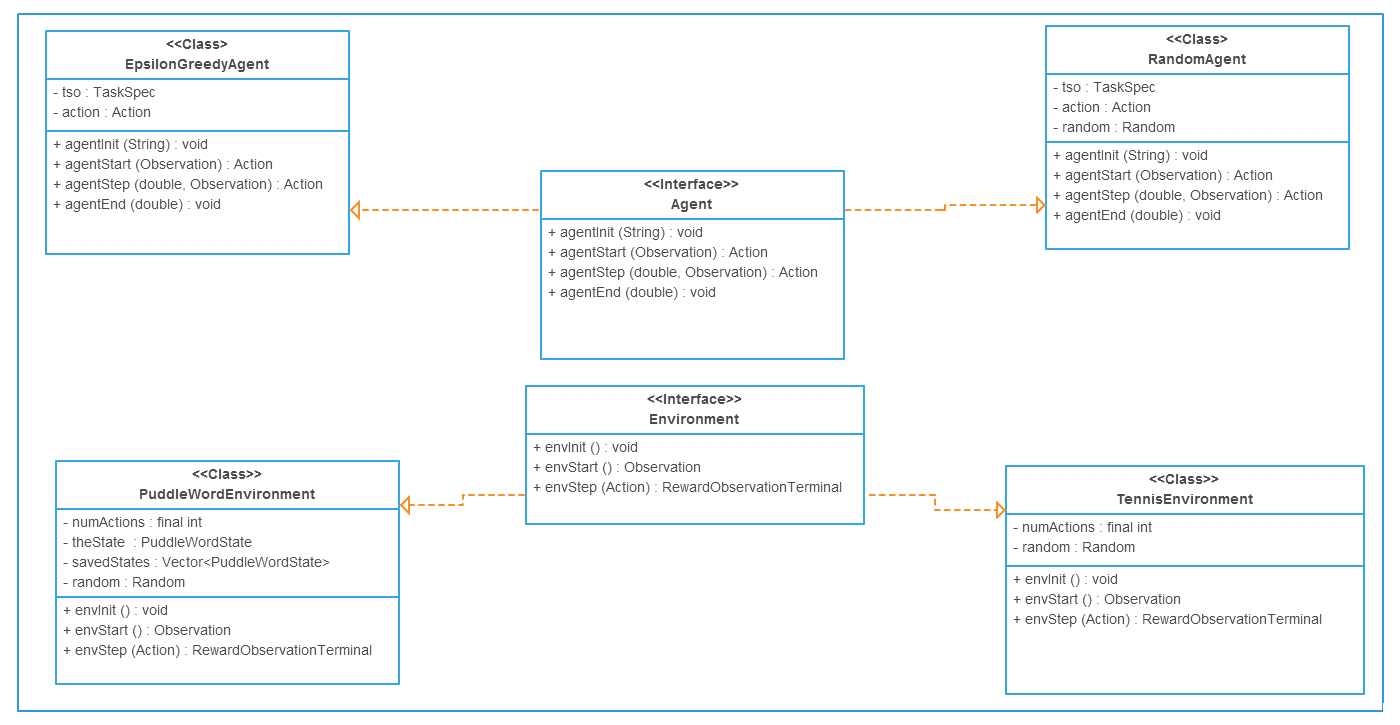 <<Class>
EpsilonGreedyAgent
- tso : TaskSpec
- action : Action
+ agentInit (String) : void
+ agentStart (Observation) : Action
+ agentStep (double, Observation) : Action
+ agentEnd (double) : void
<<Class>>
RandomAgent
- tso : TaskSpec
- action : Action
- random : Random
+ agentInit (String) : void
+ agentStart (Observation) : Action
+ agentStep (double, Observation) : Action
+ agentEnd (double) : void
<<Interface>>
Agent
+ agentInit (String) : void
+ agentStart (Observation) : Action
+ agentStep (double, Observation) : Action
+ agentEnd (double) : void
<<Interface>>
Environment
+ envInit () : void
+ envStart () : Observation
+ envStep (Action) : RewardObservationTerminal
<<Class>>
PuddleWordEnvironment
- numActions : final int
- theState  : PuddleWordState
- savedStates : Vector<PuddleWordState>
- random : Random
+ envInit () : void
+ envStart () : Observation
+ envStep (Action) : RewardObservationTerminal
<<Class>>
TennisEnvironment
- numActions : final int
- random : Random
+ envInit () : void
+ envStart () : Observation
+ envStep (Action) : RewardObservationTerminal